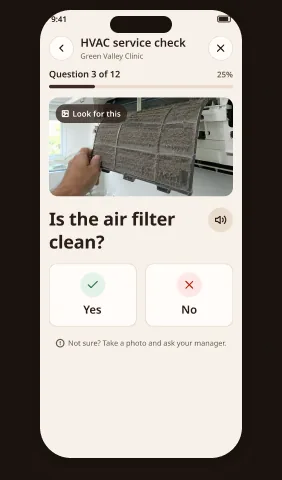 9:41
HVAC service check
Green Valley Clinic
Question 3 of 12
25%
Look for this
Is the air filter
clean?
Yes
No
Not sure? Take a photo and ask your manager.